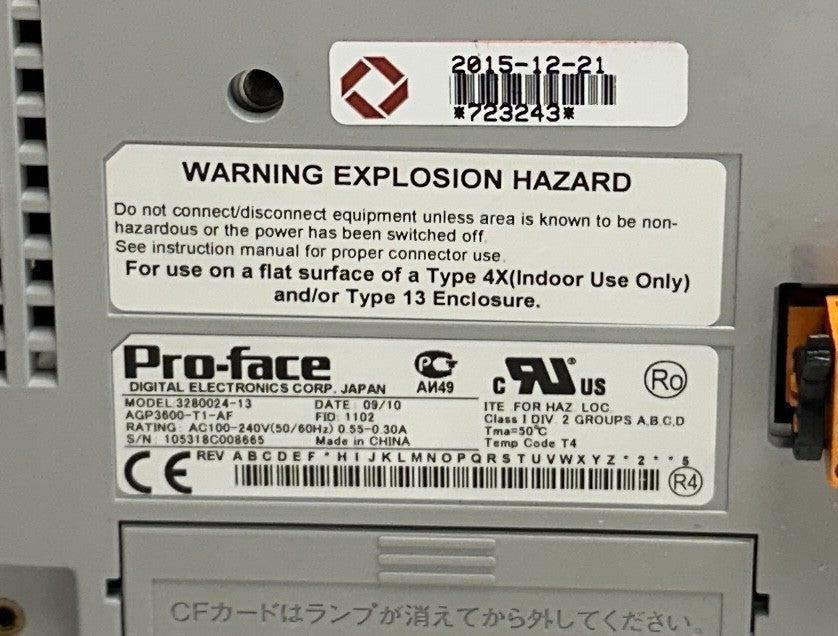 2015-12-21
*723243*
WARNING EXPLOSION HAZARD
Do not connect/disconnect equipment unless area is known to be non-
hazardous or the power has been switched off.
See instruction manual for proper connector use.
For use on a flat surface of a Type 4X(Indoor Use Only)
and/or Type 13 Enclosure.
Pro-face
DIGITAL ELECTRONICS CORP. JAPAN
MODEL 3280024-13 DATE : 09/10
AGP3600-T1-AF FID: 1102
RATING : AC100-240V(50/60Hz) 0.55-0.30A
S/N: 105318C008665 Made in CHINA
РС
АИ49
C RU® US
Ro
ITE FOR HAZ. LOC.
Class I DIV. 2 GROUPS A,B,C,D
Tma=50°C
Temp Code T4
CE REV A B C D E F * H I J K L M N O P Q R S T U V W X Y Z * 2 * * 5
R4
CFカードはランプが消えてから外してください。